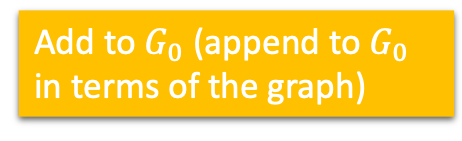 Add to G₀ (append to G₀
in terms of the graph)